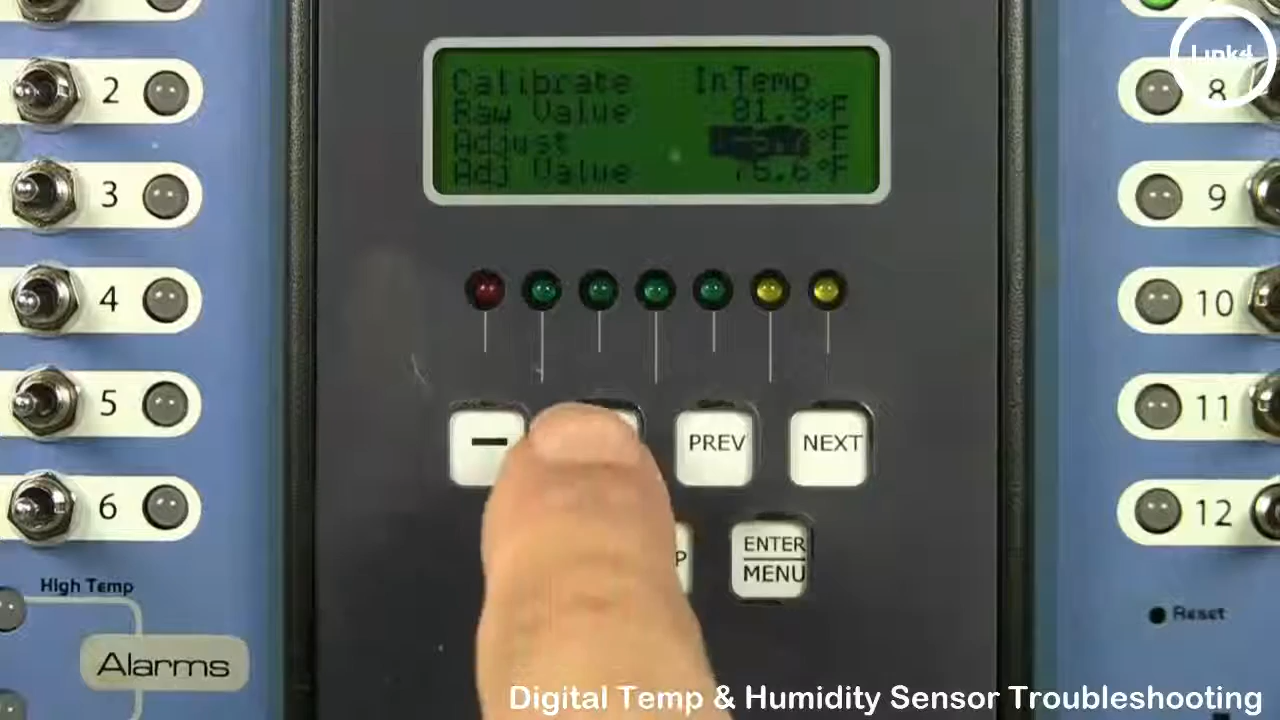 Link4
Calibrate InTemp
Raw Value 81.3°F
Adjust °F
Adj Value 75.6°F
2
3
4
5
6
8
9
10
11
12
− PREV NEXT
P ENTER
MENU
High Temp
Alarms
Reset
Digital Temp & Humidity Sensor Troubleshooting